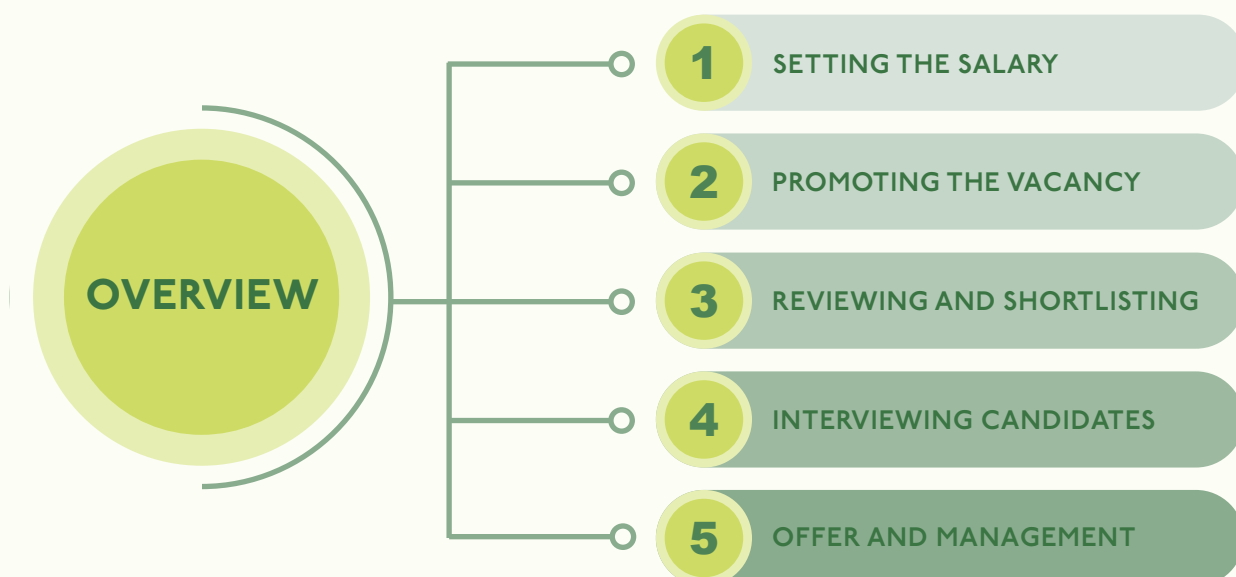 OVERVIEW
1 SETTING THE SALARY
2 PROMOTING THE VACANCY
3 REVIEWING AND SHORTLISTING
4 INTERVIEWING CANDIDATES
5 OFFER AND MANAGEMENT